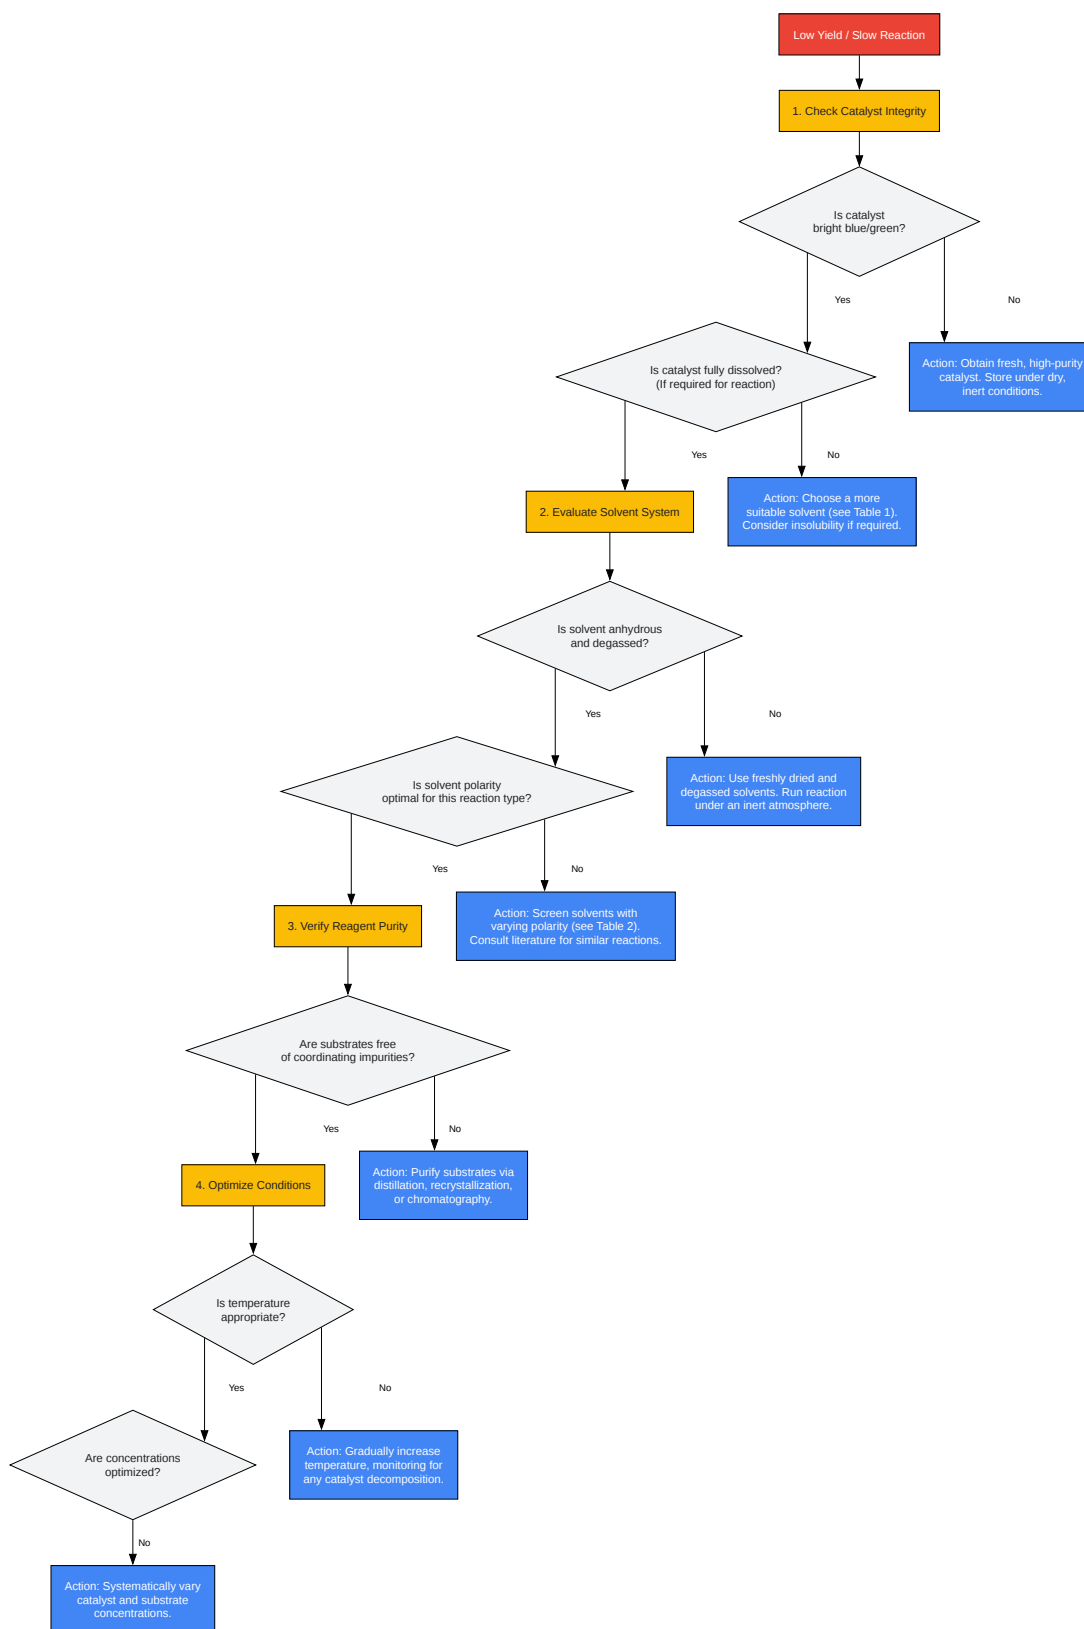 Low Yield / Slow Reaction
1. Check Catalyst Integrity
Is catalyst
bright blue/green?
Yes
No
Is catalyst fully dissolved?
(If required for reaction)
Action: Obtain fresh, high-purity
catalyst. Store under dry,
inert conditions.
Yes
No
2. Evaluate Solvent System
Action: Choose a more
suitable solvent (see Table 1).
Consider insolubility if required.
Is solvent anhydrous
and degassed?
Yes
No
Is solvent polarity
optimal for this reaction type?
Action: Use freshly dried and
degassed solvents. Run reaction
under an inert atmosphere.
Yes
No
3. Verify Reagent Purity
Action: Screen solvents with
varying polarity (see Table 2).
Consult literature for similar reactions.
Are substrates free
of coordinating impurities?
Yes
No
4. Optimize Conditions
Action: Purify substrates via
distillation, recrystallization,
or chromatography.
Is temperature
appropriate?
Yes
No
Are concentrations
optimized?
Action: Gradually increase
temperature, monitoring for
any catalyst decomposition.
No
Action: Systematically vary
catalyst and substrate
concentrations.